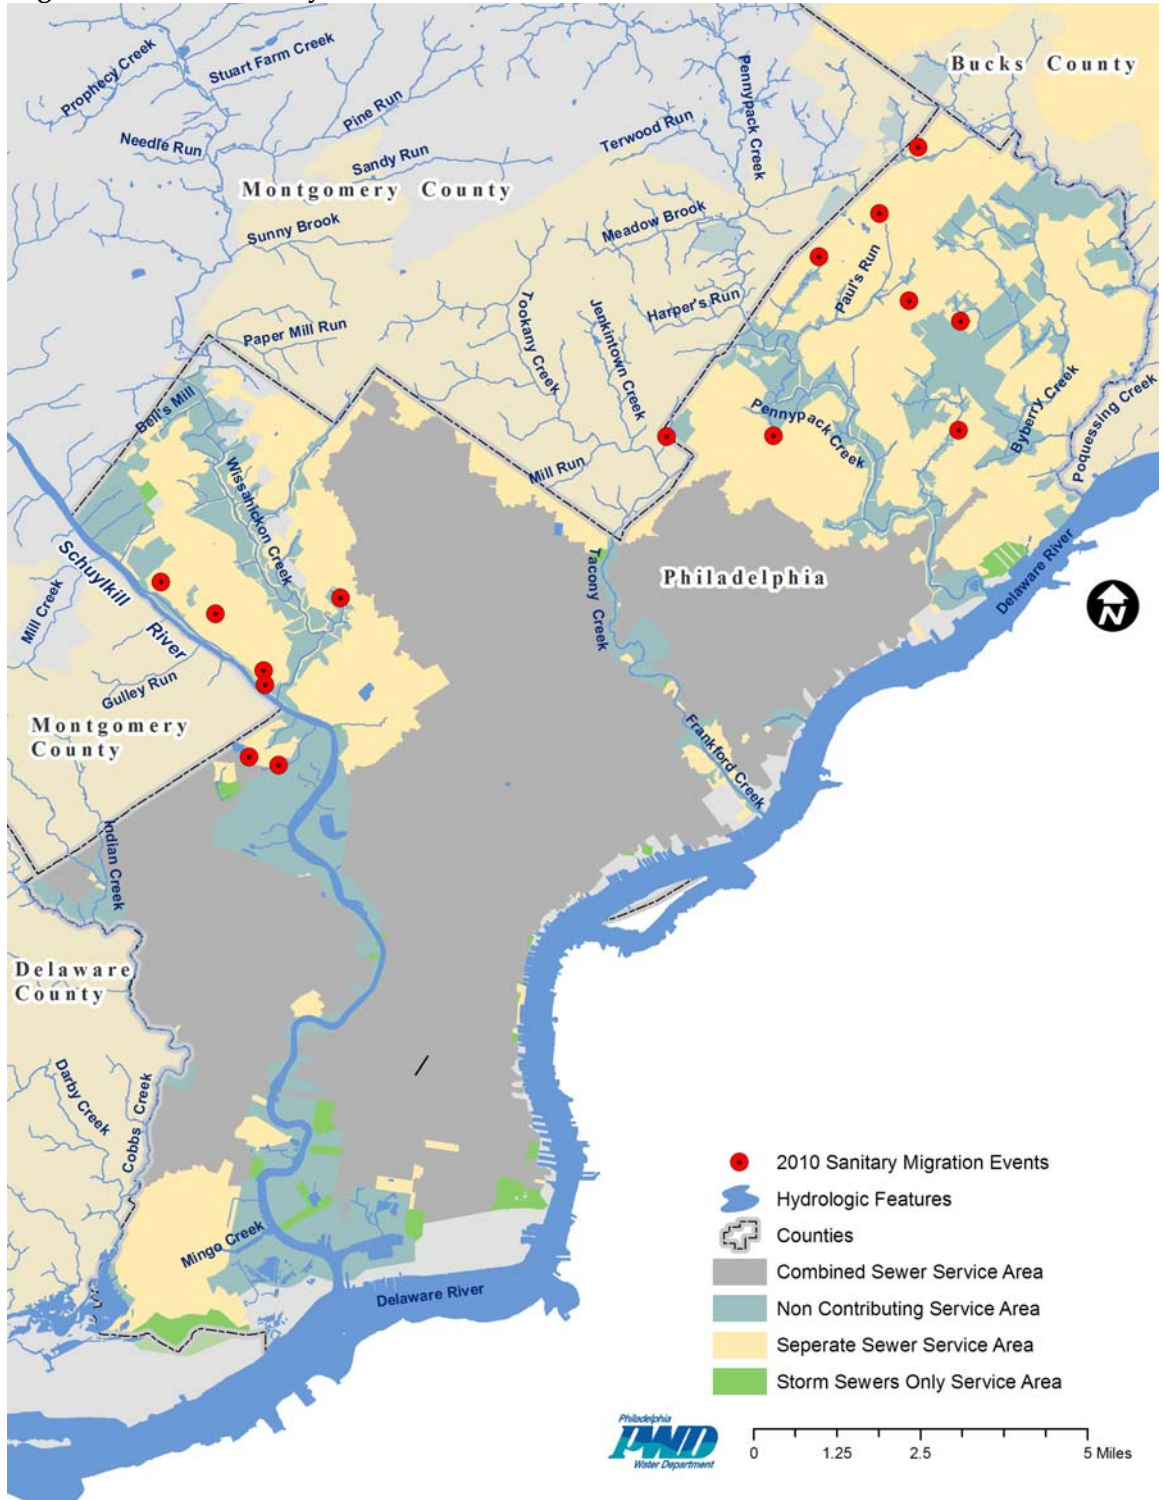 Prophecy Creek
Stuart Farm Creek
Bucks County
Pennypack Creek
Pine Run
Needle Run
Terwood Run
Sandy Run
Montgomery County
Sunny Brook
Meadow Brook
Paul's Run
Harper's Run
Tookany Creek
Jenkintown Creek
Paper Mill Run
Bell's Mill
Pennypack Creek
Byberry Creek
Poquessing Creek
Mill Run
Wissahickon Creek
Schuylkill
River
Mill Creek
Tacony Creek
Philadelphia
Delaware River
N
Gulley Run
Montgomery
County
Frankford Creek
Indian Creek
Delaware
County
Darby Creek
Cobbs Creek
Mingo Creek
Delaware River
2010 Sanitary Migration Events
Hydrologic Features
Counties
Combined Sewer Service Area
Non Contributing Service Area
Seperate Sewer Service Area
Storm Sewers Only Service Area
Philadelphia
PWD
Water Department
0 1.25 2.5 5 Miles